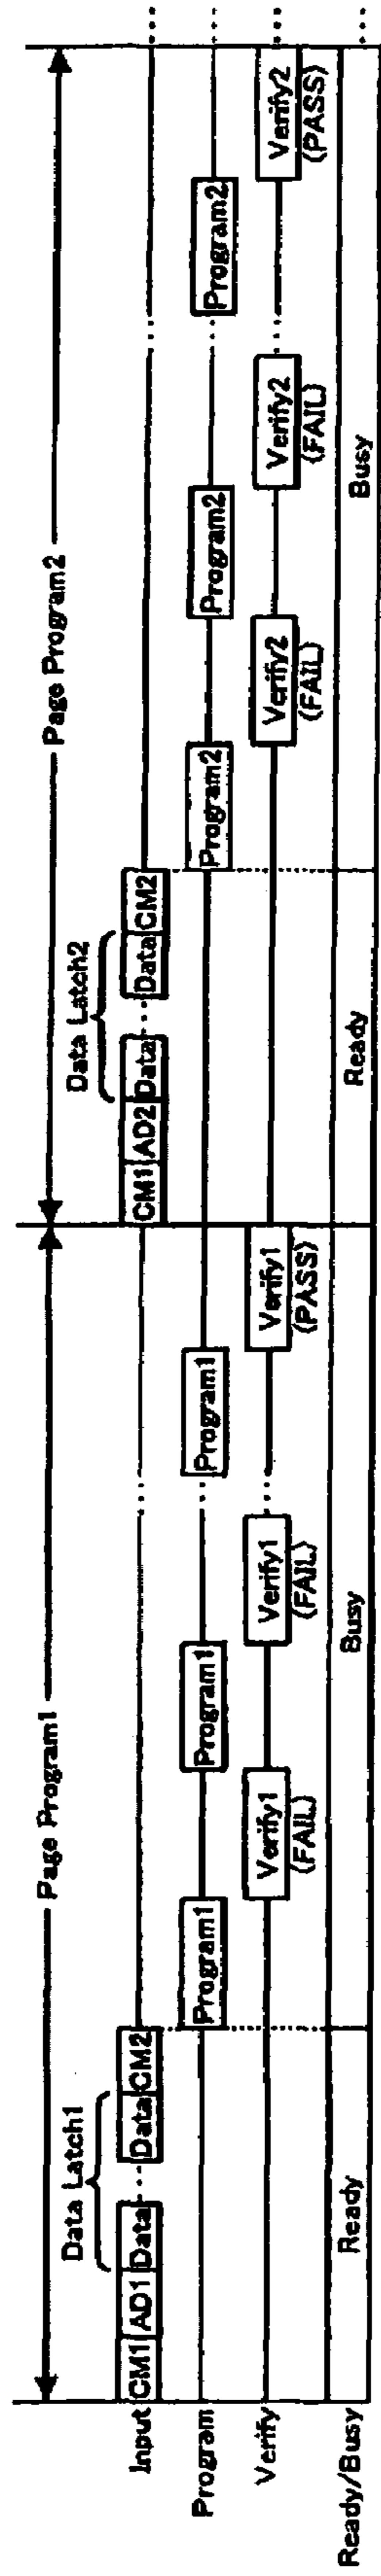 Page Program1 Page Program2
Data Latch1 Data Latch2
Input CM1 AD1 Data ... Data CM2 ... CM1 AD2 Data ... Data CM2 ... ...
Program Program1 Program1 ... Program1 Program2 Program2 ... Program2 ...
Verify Verify1 Verify1 ... Verify1 Verify2 Verify2 ... Verify2 ...
(FAIL) (FAIL) (PASS) (FAIL) (FAIL) (PASS)
Ready/Busy Ready Busy Ready Busy ...